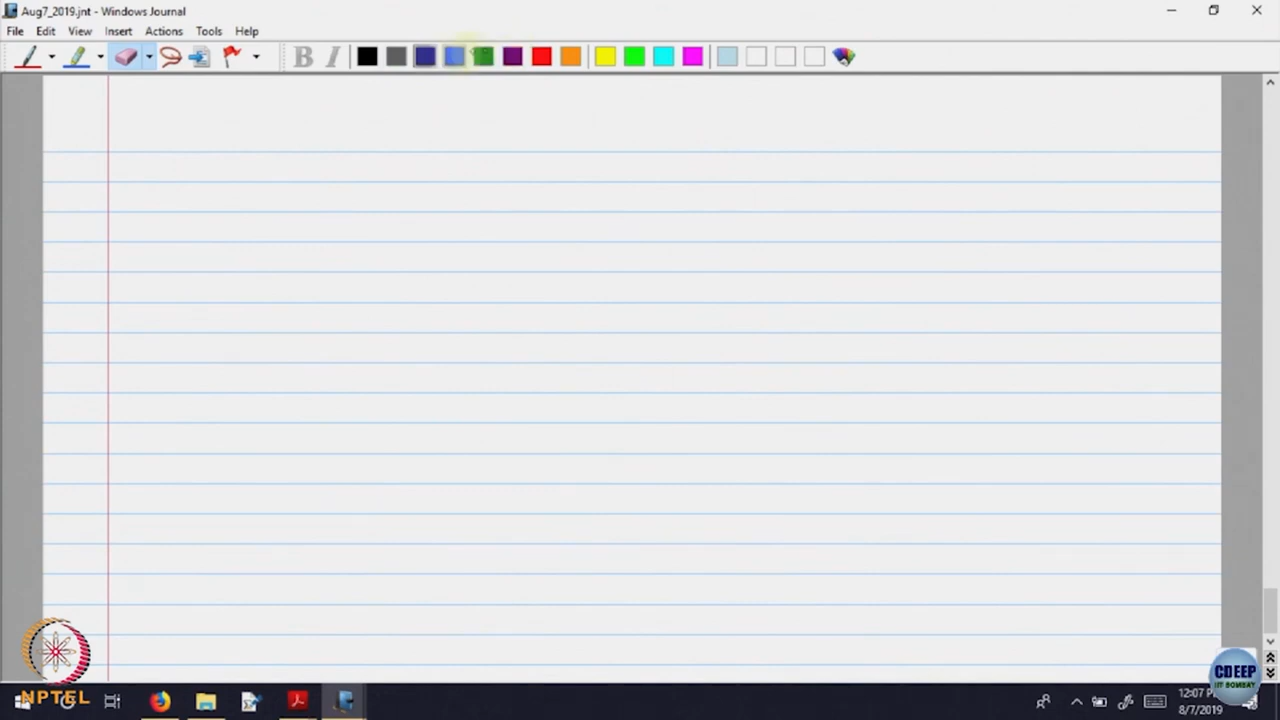 Aug7_2019.jnt - Windows Journal
File Edit View Insert Actions Tools Help
B I
CDEEP
IIT BOMBAY
NPTEL
12:07
8/7/2019